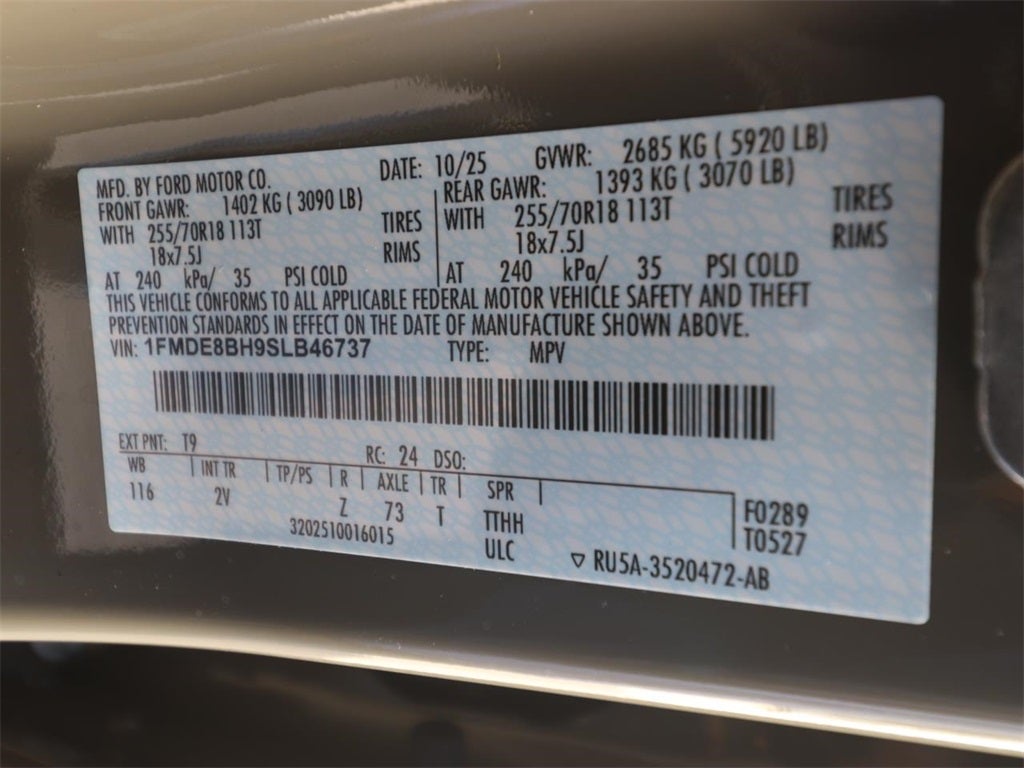 MFD. BY FORD MOTOR CO. DATE: 10/25 GVWR: 2685 KG ( 5920 LB)
FRONT GAWR: 1402 KG ( 3090 LB) REAR GAWR: 1393 KG ( 3070 LB)
WITH 255/70R18 113T TIRES WITH 255/70R18 113T TIRES
18x7.5J RIMS 18x7.5J RIMS
AT 240 kPa/ 35 PSI COLD AT 240 kPa/ 35 PSI COLD
THIS VEHICLE CONFORMS TO ALL APPLICABLE FEDERAL MOTOR VEHICLE SAFETY AND THEFT
PREVENTION STANDARDS IN EFFECT ON THE DATE OF MANUFACTURE SHOWN ABOVE.
VIN: 1FMDE8BH9SLB46737 TYPE: MPV
EXT PNT: T9 RC: 24 DSO:
WB | INT TR | TP/PS | R | AXLE | TR | SPR |
116 2V Z 73 T TTHH F0289
3202510016015 ULC T0527
▽ RU5A-3520472-AB